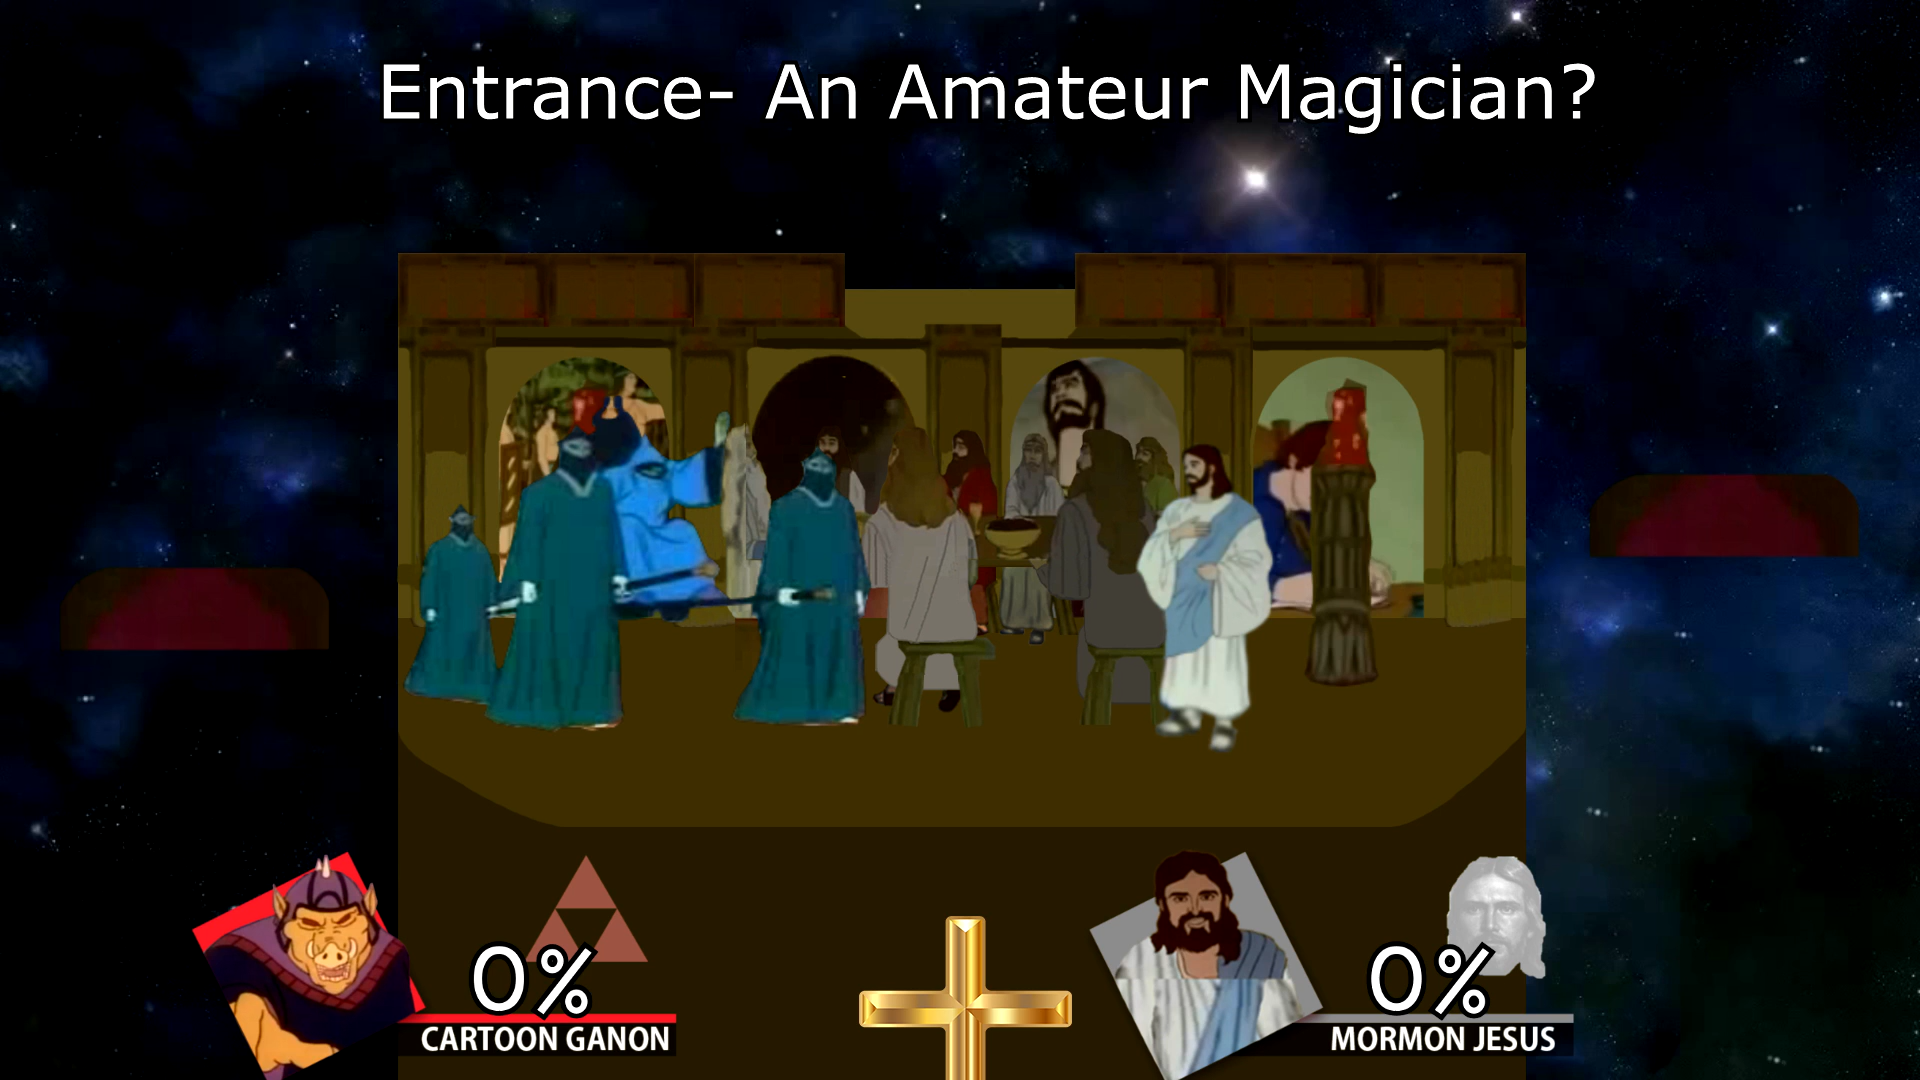 Entrance- An Amateur Magician?
0%
CARTOON GANON
0%
MORMON JESUS